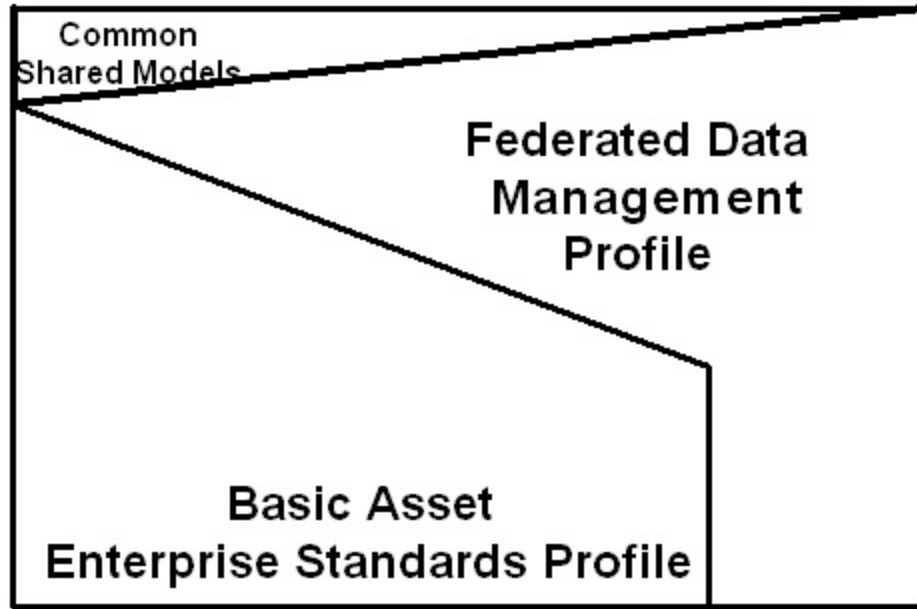 Common
Shared Models
Federated Data
Management
Profile
Basic Asset
Enterprise Standards Profile